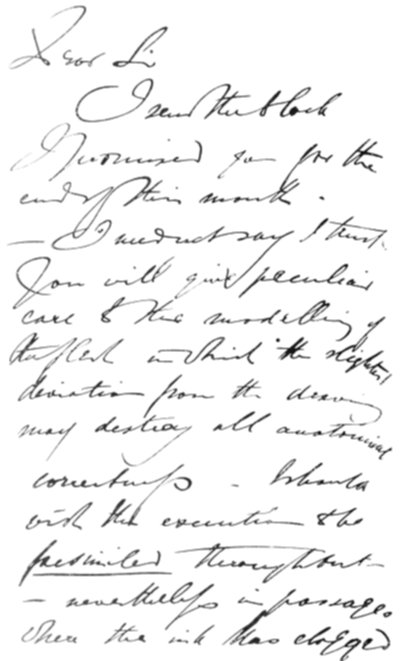 Dear Sir
I send the block
I promised you for the
end of this month.
— I need not say I trust
You will give peculiar
care to the modelling of
the flesh in which the slightest
deviation from the drawing
may destroy all anatomical
correctness — I should
wish the execution to be
facsimiled throughout —
— nevertheless in passages
where the ink has clogged